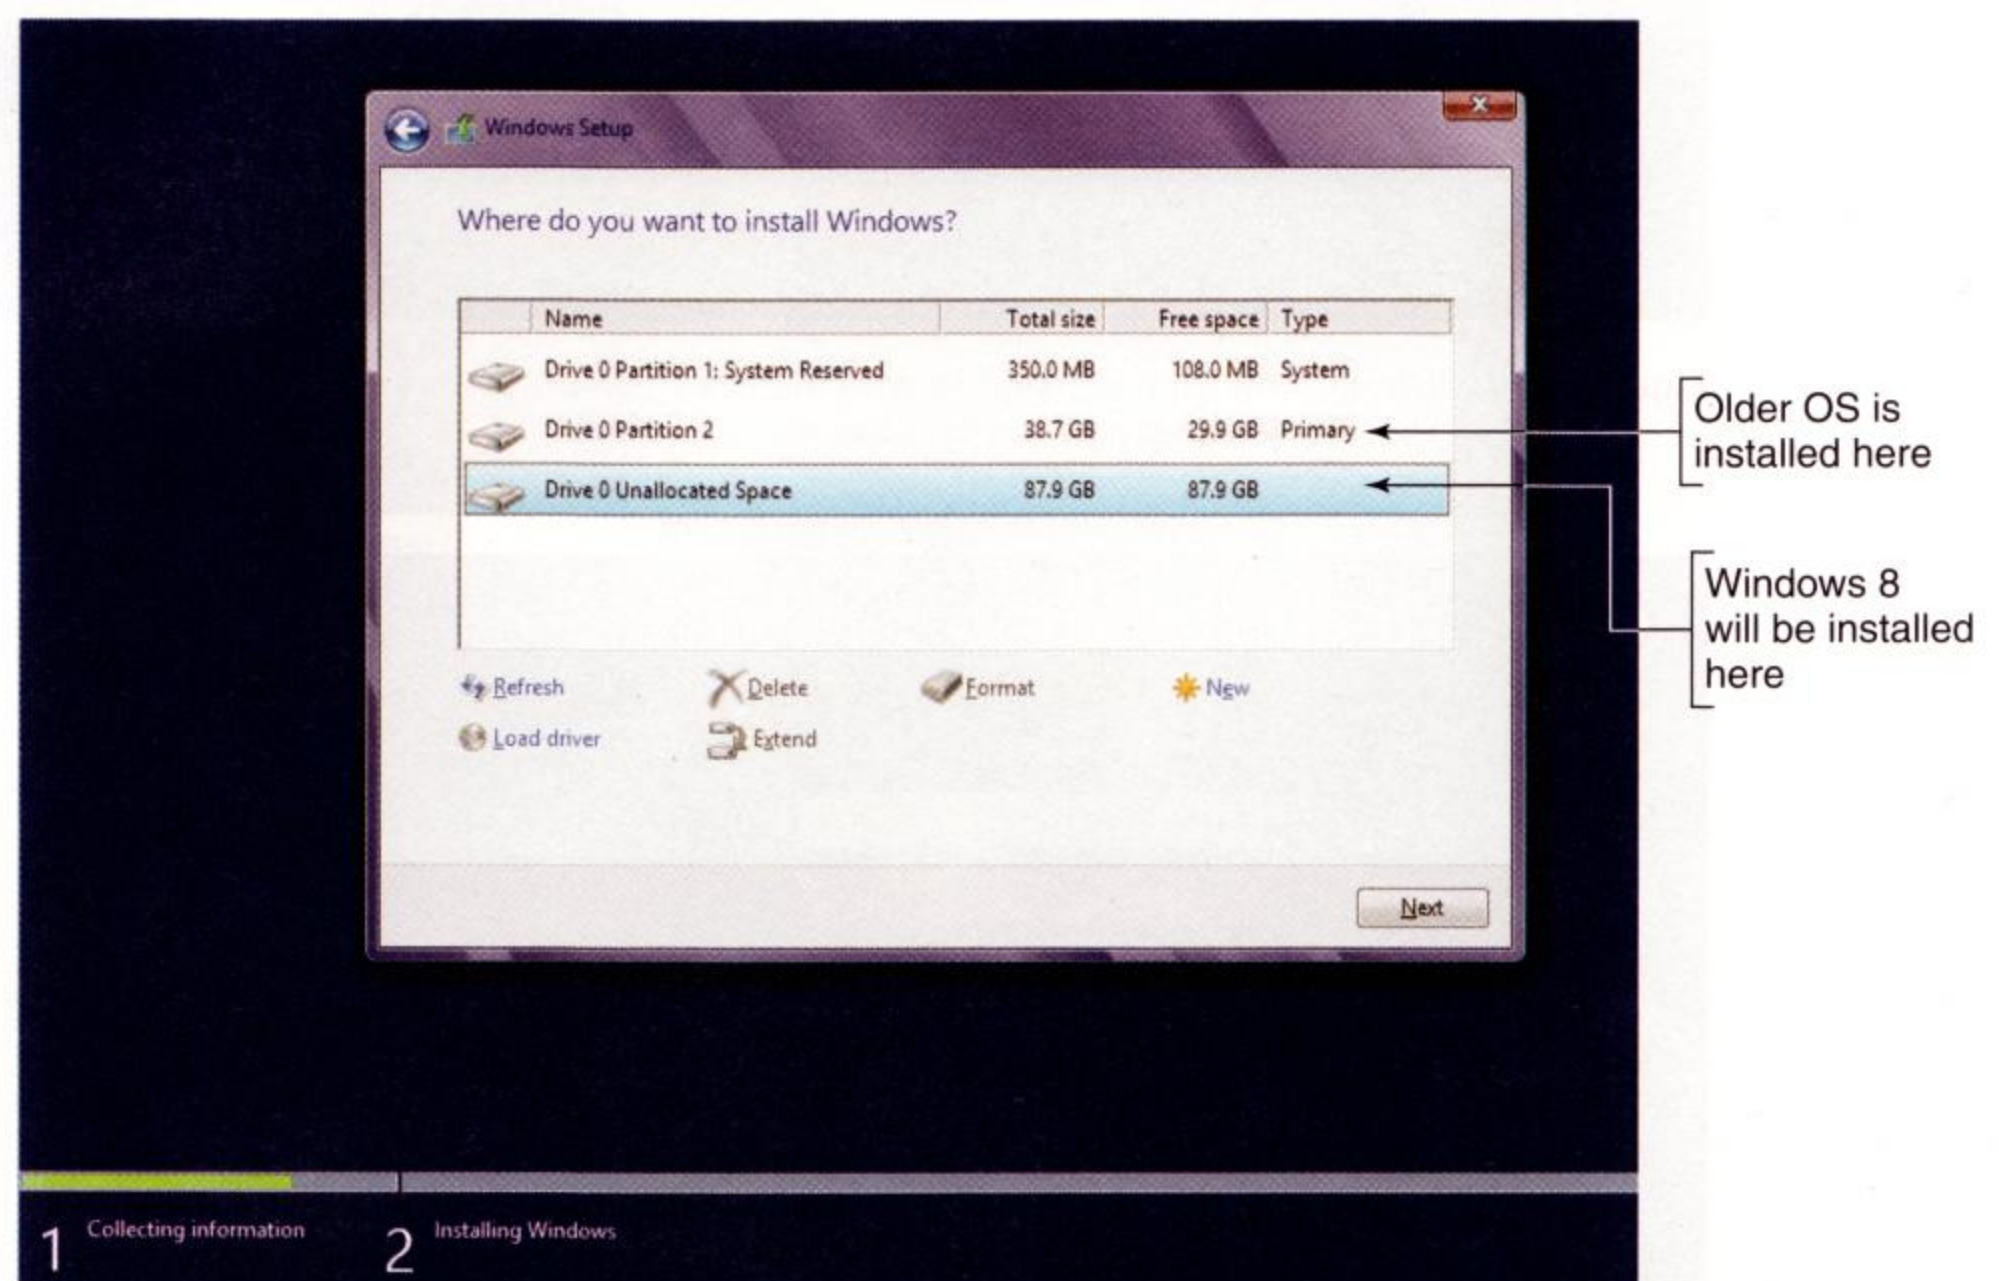 Windows Setup
Where do you want to install Windows?
Name Total size Free space Type
Drive 0 Partition 1: System Reserved 350.0 MB 108.0 MB System
Drive 0 Partition 2 38.7 GB 29.9 GB Primary
Drive 0 Unallocated Space 87.9 GB 87.9 GB
Refresh Delete Format New
Load driver Extend
Next
Older OS is
installed here
Windows 8
will be installed
here
1 Collecting information 2 Installing Windows